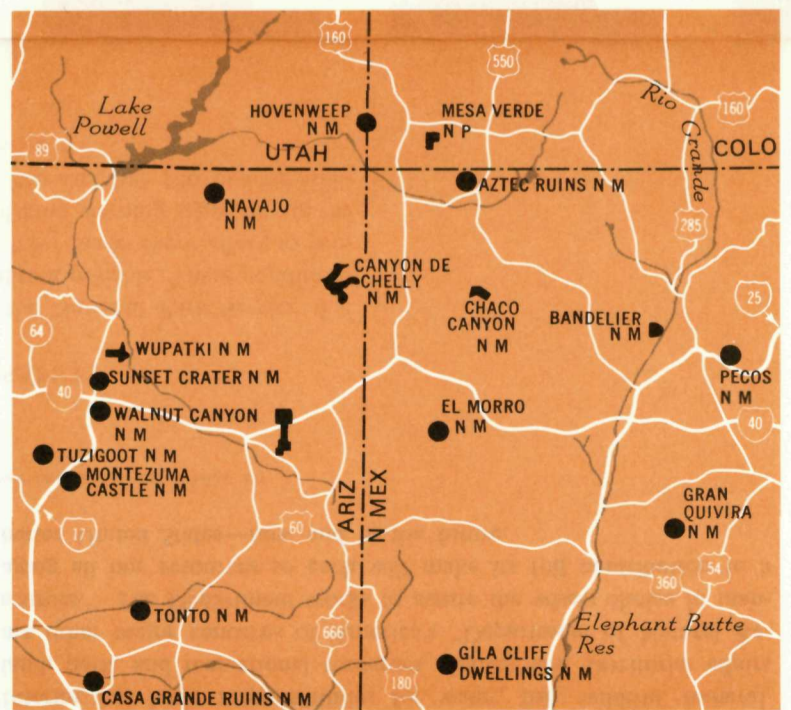 160
550
Lake
Powell
HOVENWEEP
N M
MESA VERDE
N P
Rio
Grande
160
89
UTAH
COLO
AZTEC RUINS N M
NAVAJO
N M
285
CANYON DE
CHELLY
N M
CHACO
CANYON
N M
BANDELIER
N M
25
64
WUPATKI N M
SUNSET CRATER N M
PECOS
N M
40
WALNUT CANYON
N M
EL MORRO
N M
40
TUZIGOOT N M
MONTEZUMA
CASTLE N M
ARIZ
N MEX
GRAN
QUIVIRA
N M
17
60
54
360
TONTO N M
666
Elephant Butte
Res
GILA CLIFF
DWELLINGS N M
180
CASA GRANDE RUINS N M